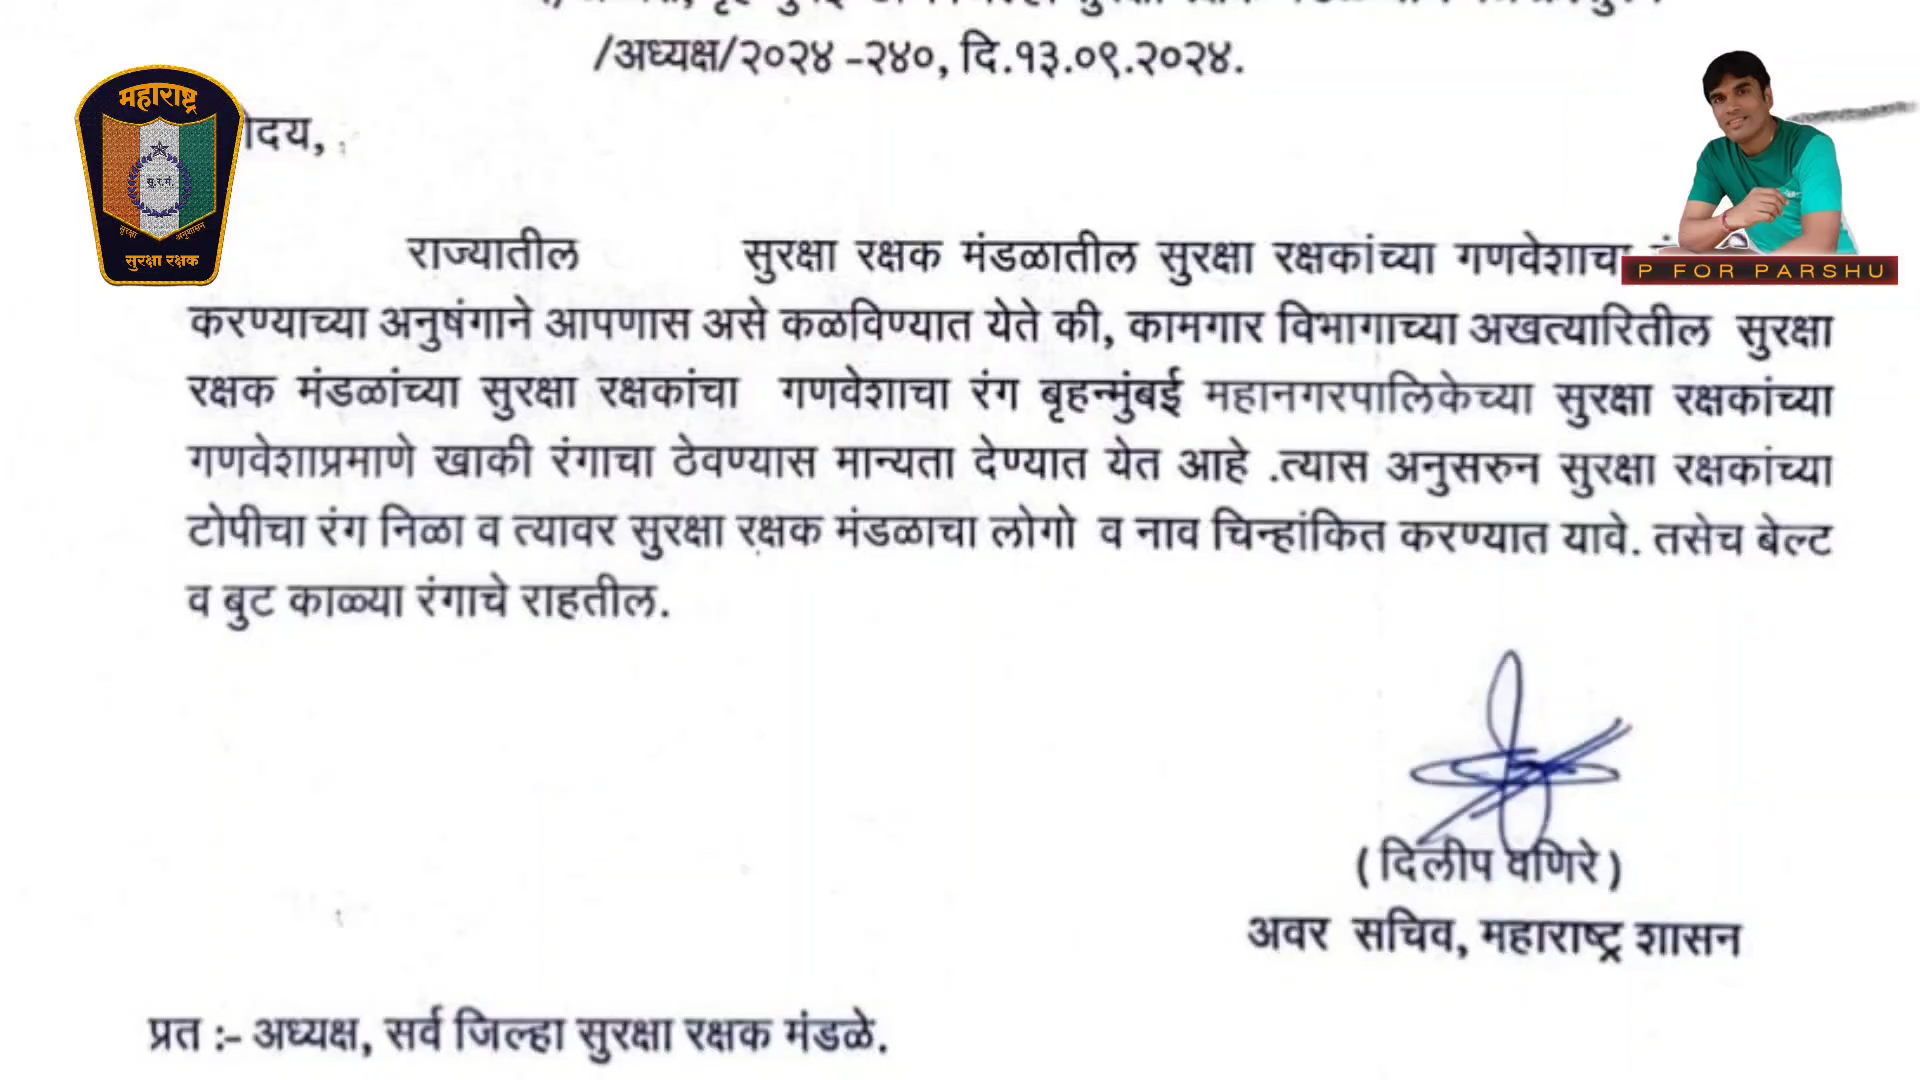 /अध्यक्ष/२०२४ -२४०, दि.१३.०९.२०२४.
महाराष्ट्र
सु.र.मं
सुरक्षा अनुशासन
सुरक्षा रक्षक
P FOR PARSHU
राज्यातील सुरक्षा रक्षक मंडळातील सुरक्षा रक्षकांच्या गणवेशाचा
करण्याच्या अनुषंगाने आपणास असे कळविण्यात येते की, कामगार विभागाच्या अखत्यारितील सुरक्षा
रक्षक मंडळांच्या सुरक्षा रक्षकांचा गणवेशाचा रंग बृहन्मुंबई महानगरपालिकेच्या सुरक्षा रक्षकांच्या
गणवेशाप्रमाणे खाकी रंगाचा ठेवण्यास मान्यता देण्यात येत आहे .त्यास अनुसरुन सुरक्षा रक्षकांच्या
टोपीचा रंग निळा व त्यावर सुरक्षा रक्षक मंडळाचा लोगो व नाव चिन्हांकित करण्यात यावे. तसेच बेल्ट
व बुट काळ्या रंगाचे राहतील.
( दिलीप वणिरे )
अवर सचिव, महाराष्ट्र शासन
प्रत :- अध्यक्ष, सर्व जिल्हा सुरक्षा रक्षक मंडळे.